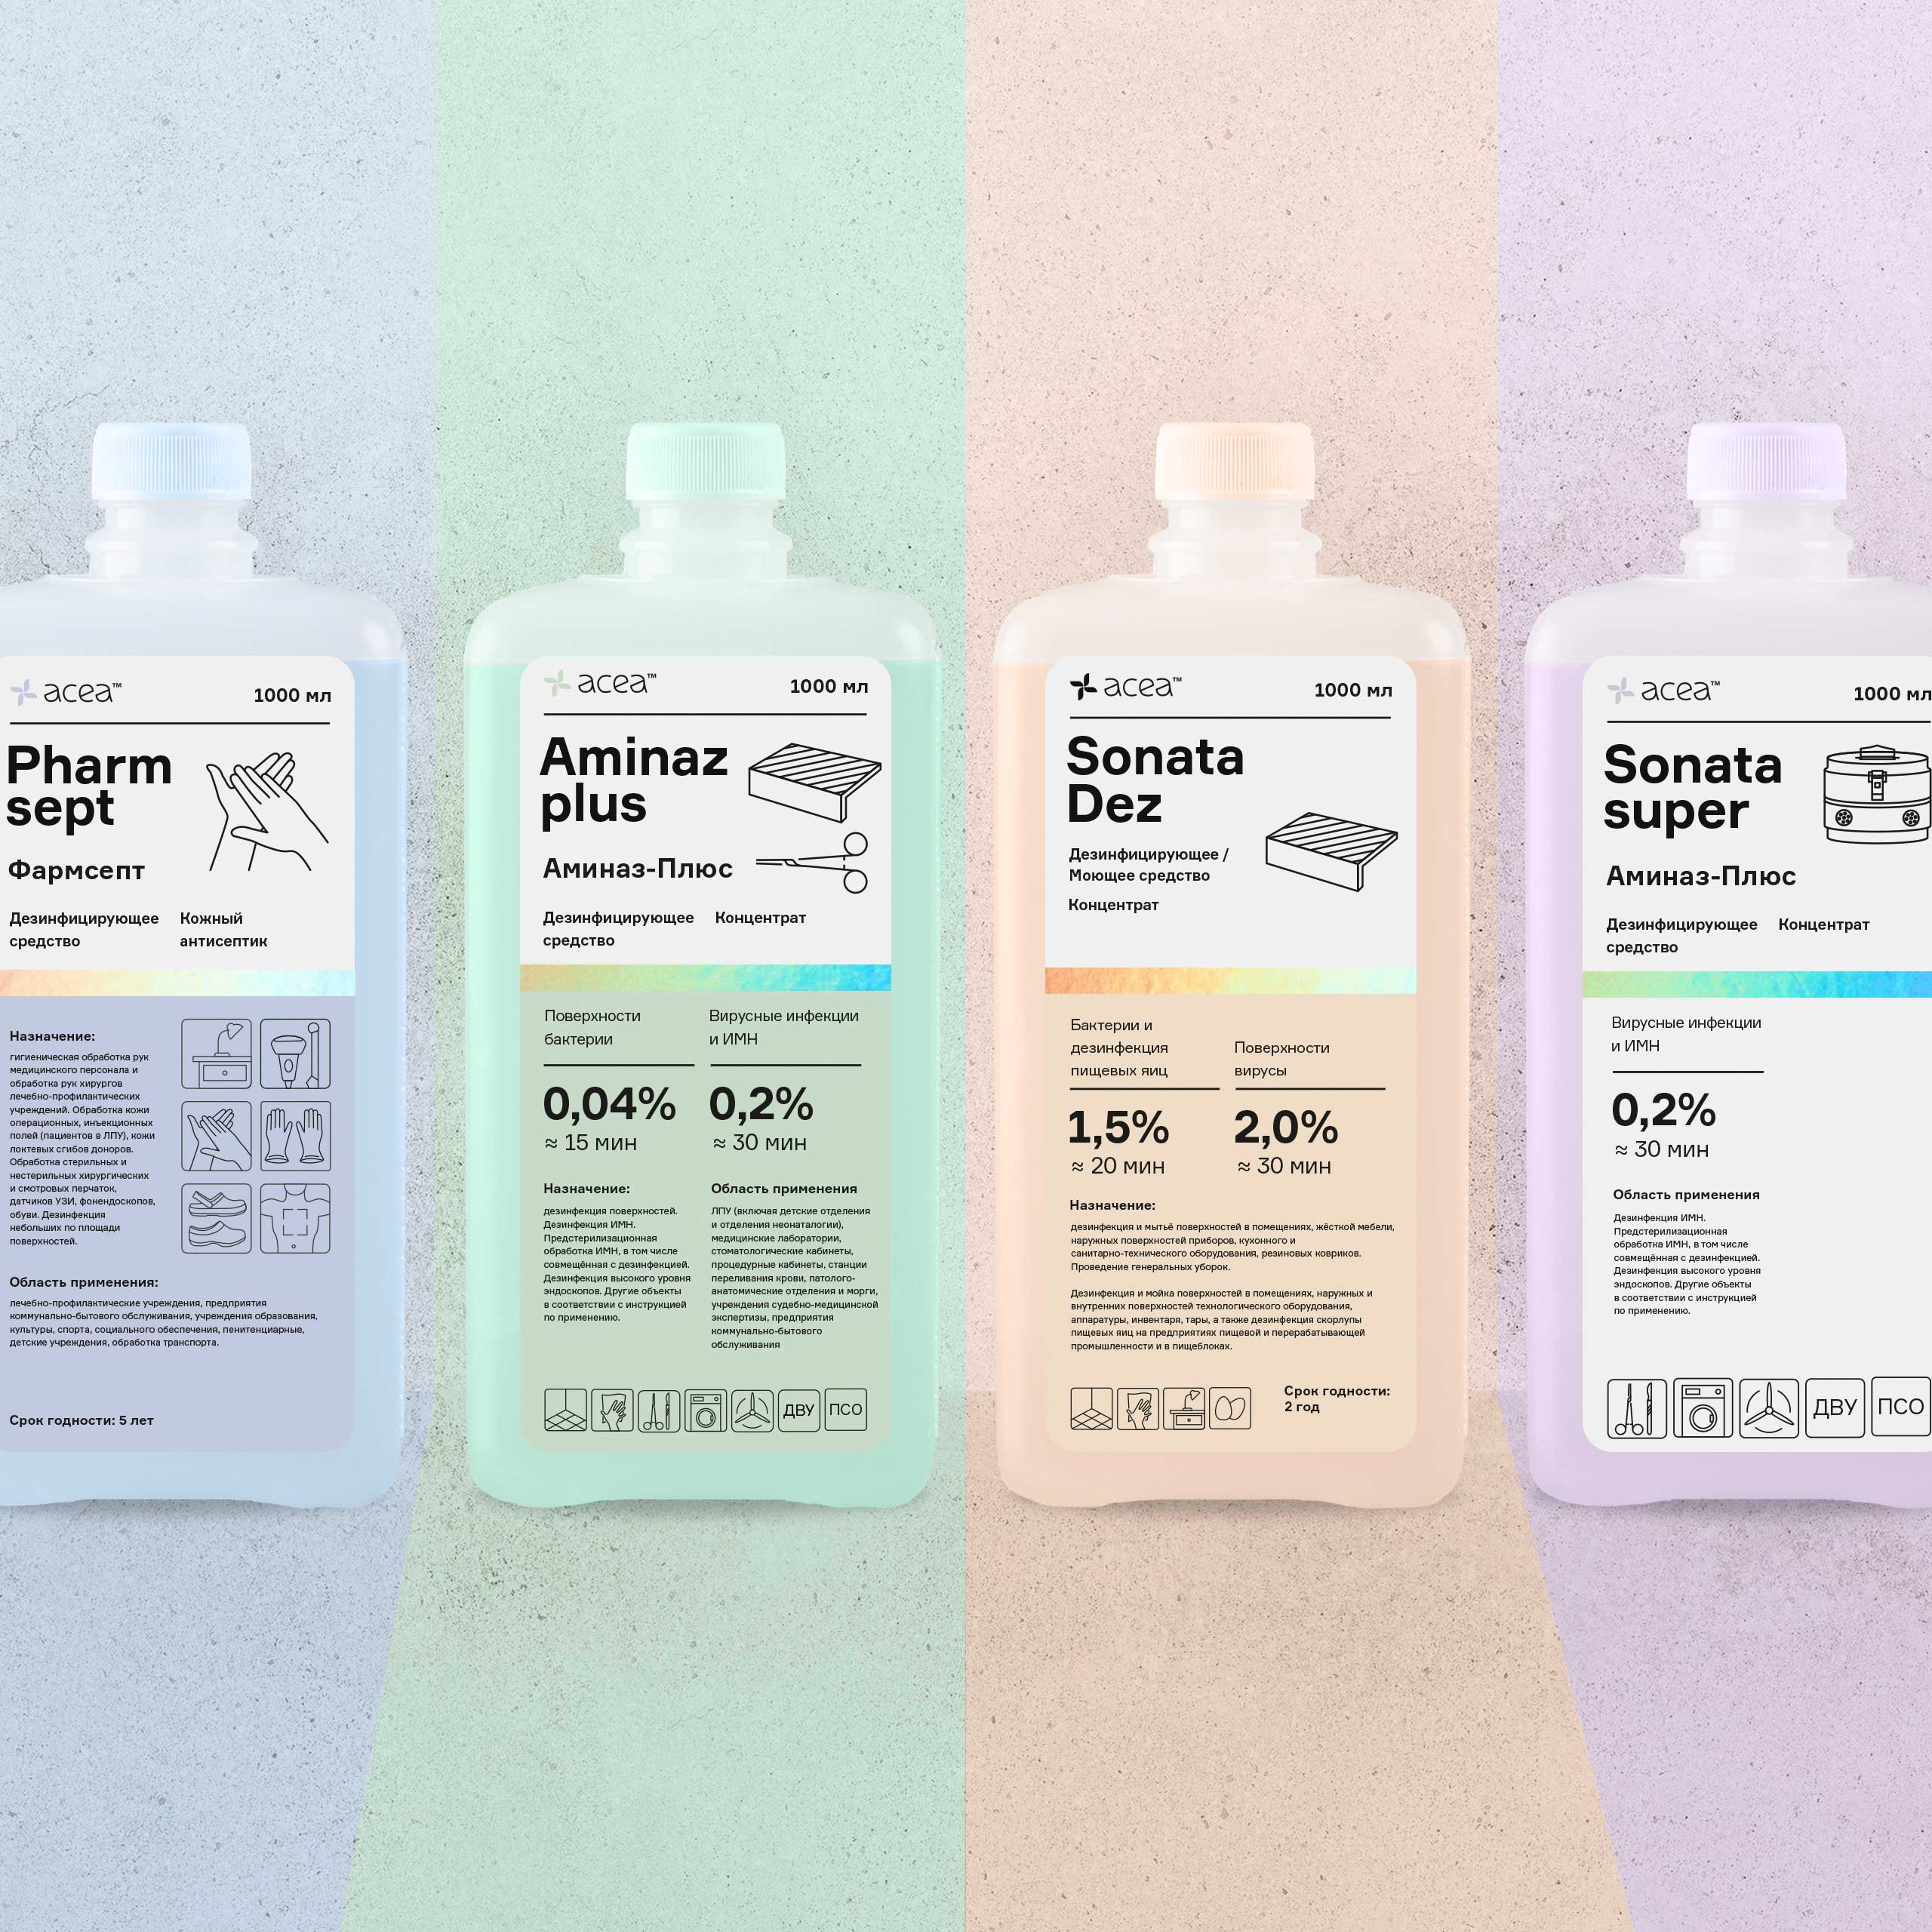 acea™
1000 мл
Pharm
sept
Фармсепт
Дезинфицирующее
средство
Кожный
антисептик
Назначение:
гигиеническая обработка рук
медицинского персонала и
обработка рук хирургов
лечебно-профилактических
учреждений. Обработка кожи
операционных, инъекционных
полей (пациентов в ЛПУ), кожи
локтевых сгибов доноров.
Обработка стерильных и
нестерильных хирургических
и смотровых перчаток,
датчиков УЗИ, фонендоскопов,
обуви. Дезинфекция
небольших по площади
поверхностей.
Область применения:
лечебно-профилактические учреждения, предприятия
коммунально-бытового обслуживания, учреждения образования,
культуры, спорта, социального обеспечения, пенитенциарные,
детские учреждения, обработка транспорта.
Срок годности: 5 лет
acea™
1000 мл
Aminaz
plus
Аминаз-Плюс
Дезинфицирующее
средство
Концентрат
Поверхности
бактерии
0,04%
≈ 15 мин
Вирусные инфекции
и ИМН
0,2%
≈ 30 мин
Назначение:
дезинфекция поверхностей.
Дезинфекция ИМН.
Предстерилизационная
обработка ИМН, в том числе
совмещённая с дезинфекцией.
Дезинфекция высокого уровня
эндоскопов. Другие объекты
в соответствии с инструкцией
по применению.
Область применения
ЛПУ (включая детские отделения
и отделения неонаталогии),
медицинские лаборатории,
стоматологические кабинеты,
процедурные кабинеты, станции
переливания крови, патолого-
анатомические отделения и морги,
учреждения судебно-медицинской
экспертизы, предприятия
коммунально-бытового
обслуживания
ДВУ
ПСО
acea™
1000 мл
Sonata
Dez
Дезинфицирующее /
Моющее средство
Концентрат
Бактерии и
дезинфекция
пищевых яиц
1,5%
≈ 20 мин
Поверхности
вирусы
2,0%
≈ 30 мин
Назначение:
дезинфекция и мытьё поверхностей в помещениях, жёсткой мебели,
наружных поверхностей приборов, кухонного и
санитарно-технического оборудования, резиновых ковриков.
Проведение генеральных уборок.
Дезинфекция и мойка поверхностей в помещениях, наружных и
внутренних поверхностей технологического оборудования,
аппаратуры, инвентаря, тары, а также дезинфекция скорлупы
пищевых яиц на предприятиях пищевой и перерабатывающей
промышленности и в пищеблоках.
Срок годности:
2 год
acea™
1000 мл
Sonata
super
Аминаз-Плюс
Дезинфицирующее
средство
Концентрат
Вирусные инфекции
и ИМН
0,2%
≈ 30 мин
Область применения
Дезинфекция ИМН.
Предстерилизационная
обработка ИМН, в том числе
совмещённая с дезинфекцией.
Дезинфекция высокого уровня
эндоскопов. Другие объекты
в соответствии с инструкцией
по применению.
ДВУ
ПСО